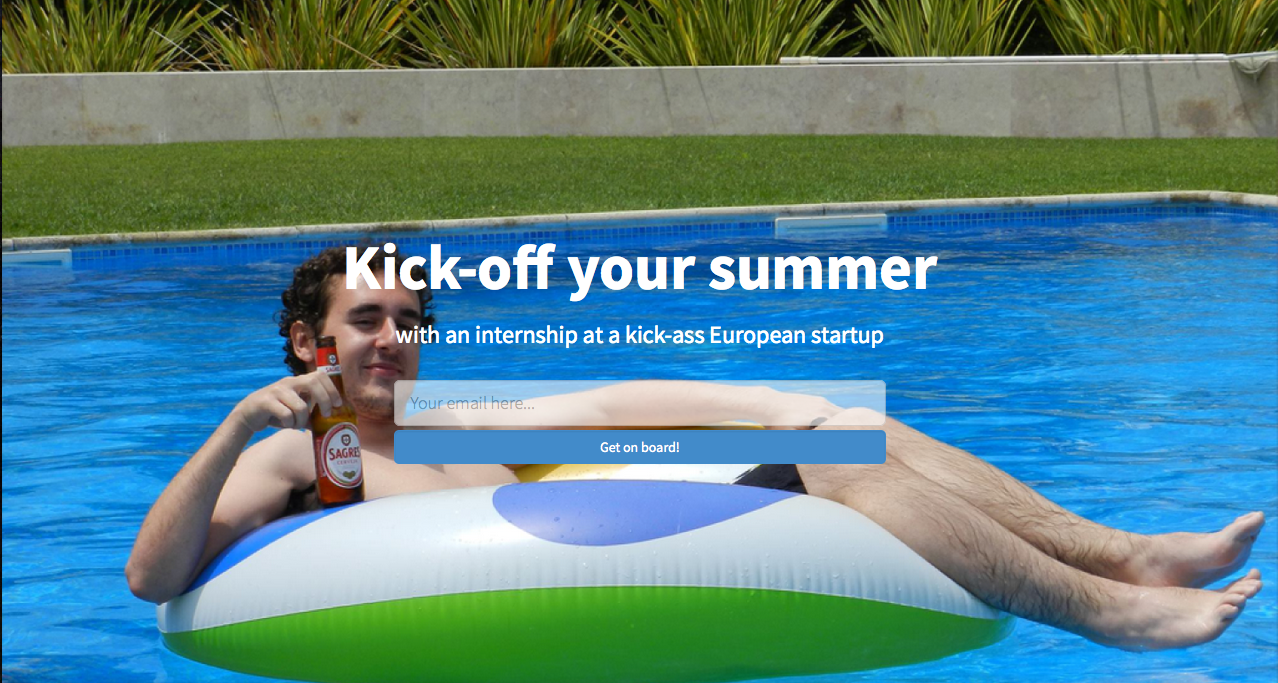 Kick-off your summer
with an internship at a kick-ass European startup
Your email here...
Get on board!
SAGRES